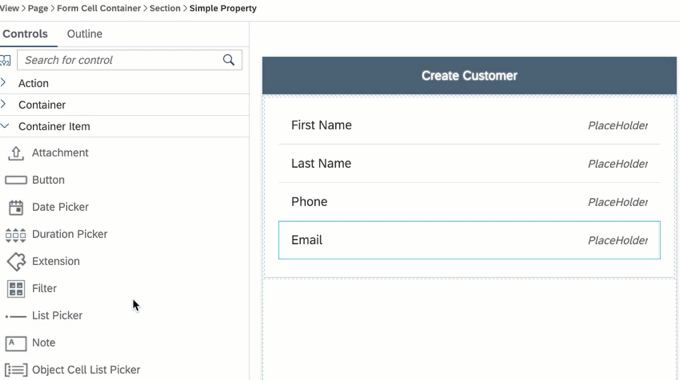 View > Page > Form Cell Container > Section > Simple Property
Controls Outline
Search for control
Action
Container
Container Item
Attachment
Button
Date Picker
Duration Picker
Extension
Filter
List Picker
A Note
Object Cell List Picker
Create Customer
First Name PlaceHolder
Last Name PlaceHolder
Phone PlaceHolder
Email PlaceHolder